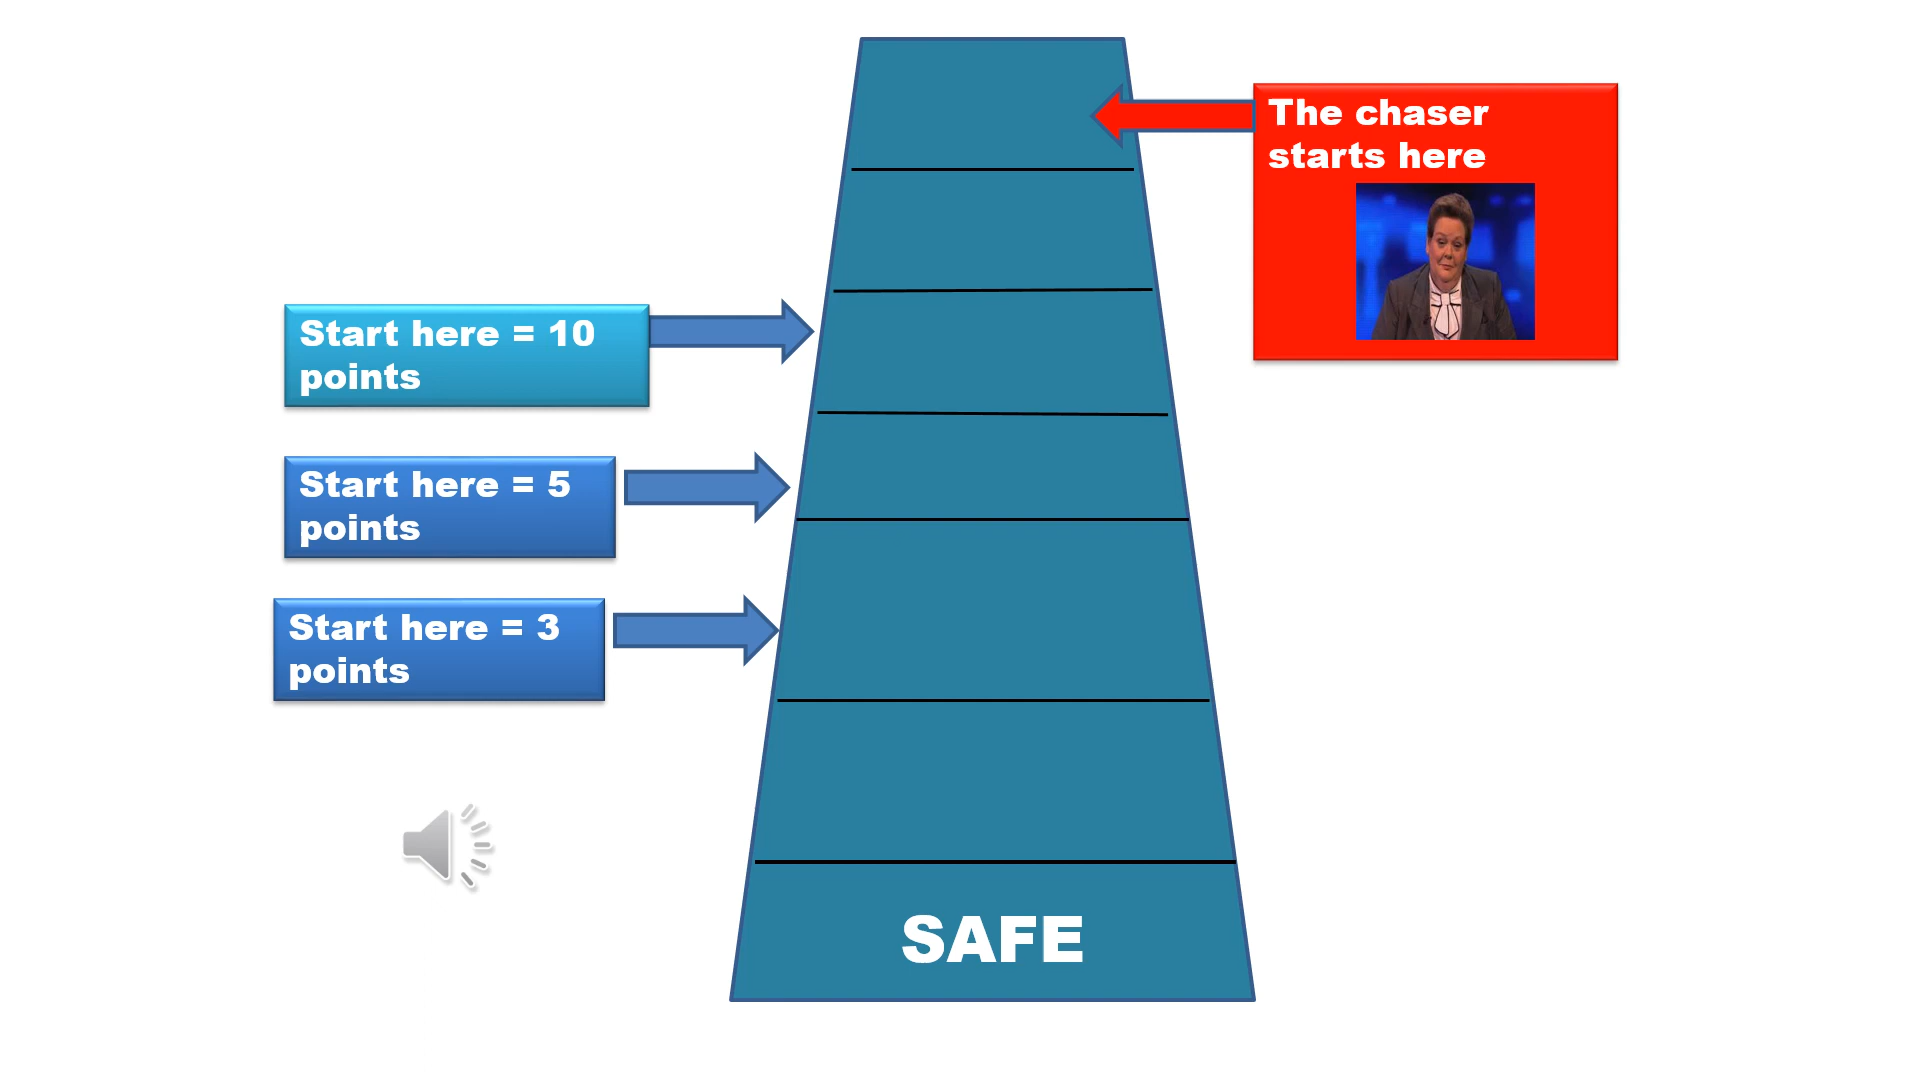 The chaser
starts here
Start here = 10
points
Start here = 5
points
Start here = 3
points
SAFE